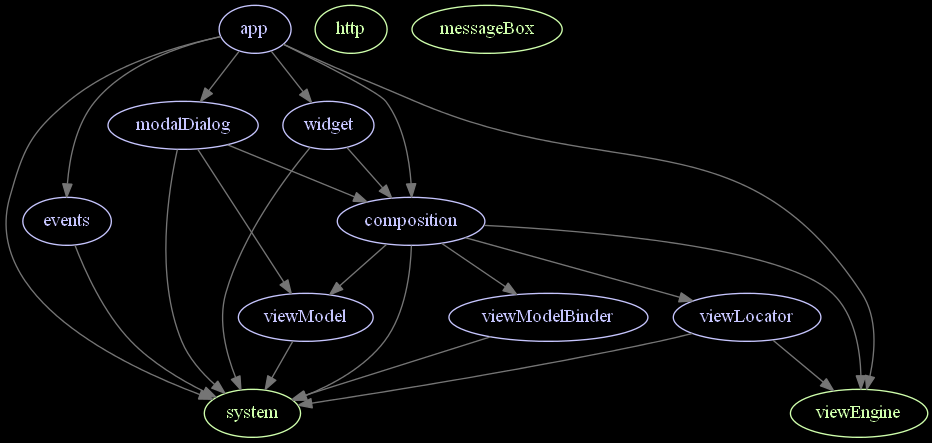 app
http
messageBox
modalDialog
widget
events
composition
viewModel
viewModelBinder
viewLocator
system
viewEngine